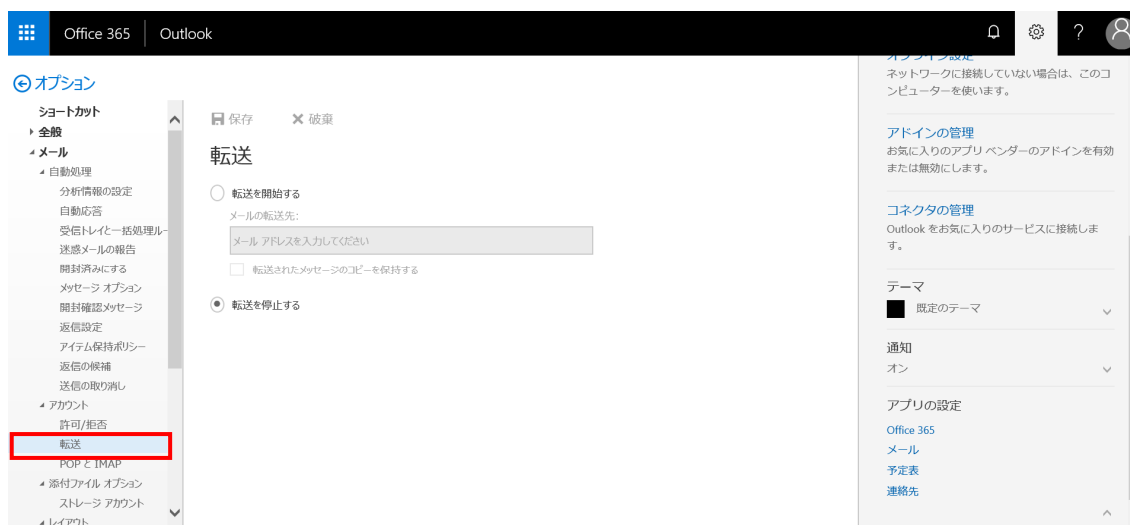 Office 365
Outlook
?
オプション
ショートカット
全般
メール
自動処理
分析情報の設定
自動応答
受信トレイと一括処理ルー
迷惑メールの報告
開封済みにする
メッセージ オプション
開封確認メッセージ
返信設定
アイテム保持ポリシー
返信の候補
送信の取り消し
アカウント
許可/拒否
転送
POP と IMAP
添付ファイル オプション
ストレージ アカウント
レイアウト
保存
破棄
転送
転送を開始する
メールの転送先:
メール アドレスを入力してください
転送されたメッセージのコピーを保持する
転送を停止する
オフライン設定
ネットワークに接続していない場合は、このコ
ンピューターを使います。
アドインの管理
お気に入りのアプリ ベンダーのアドインを有効
または無効にします。
コネクタの管理
Outlook をお気に入りのサービスに接続しま
す。
テーマ
既定のテーマ
通知
オン
アプリの設定
Office 365
メール
予定表
連絡先